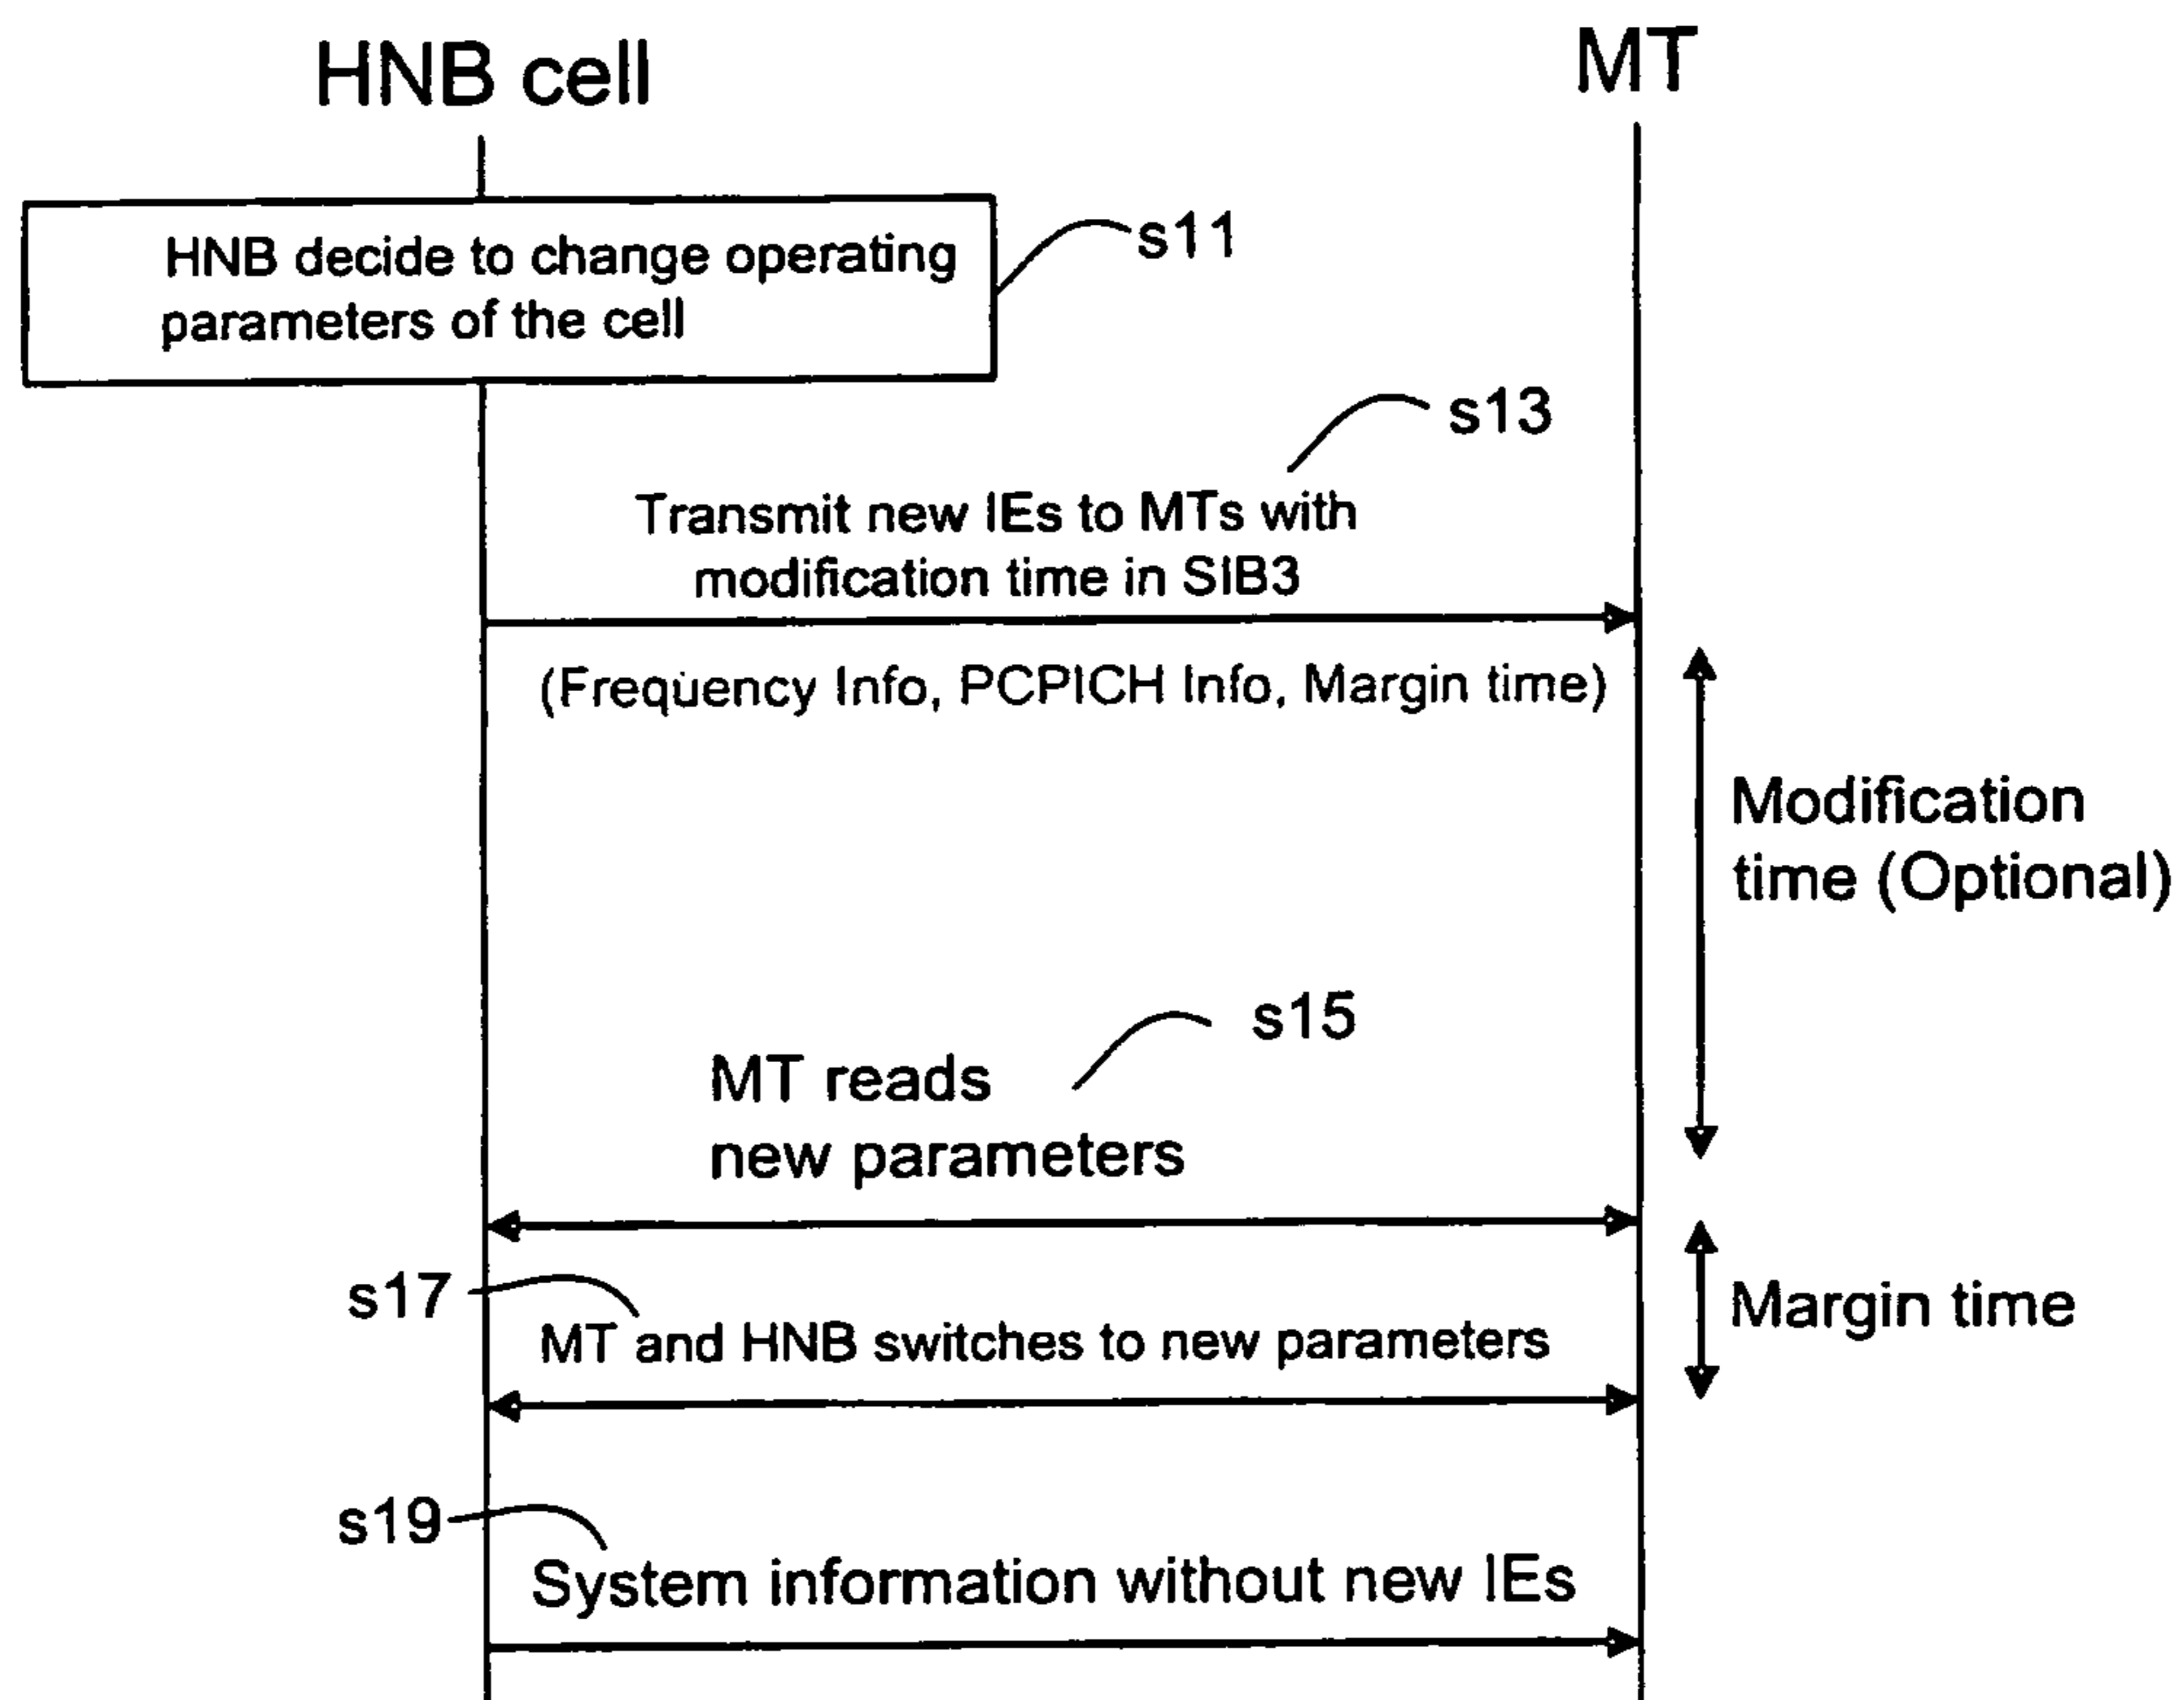 HNB cell
MT
HNB decide to change operating
parameters of the cell
s11
s13
Transmit new IEs to MTs with
modification time in SIB3
(Frequency Info, PCPICH Info, Margin time)
Modification
time (Optional)
s15
MT reads
new parameters
s17
MT and HNB switches to new parameters
Margin time
s19
System information without new IEs